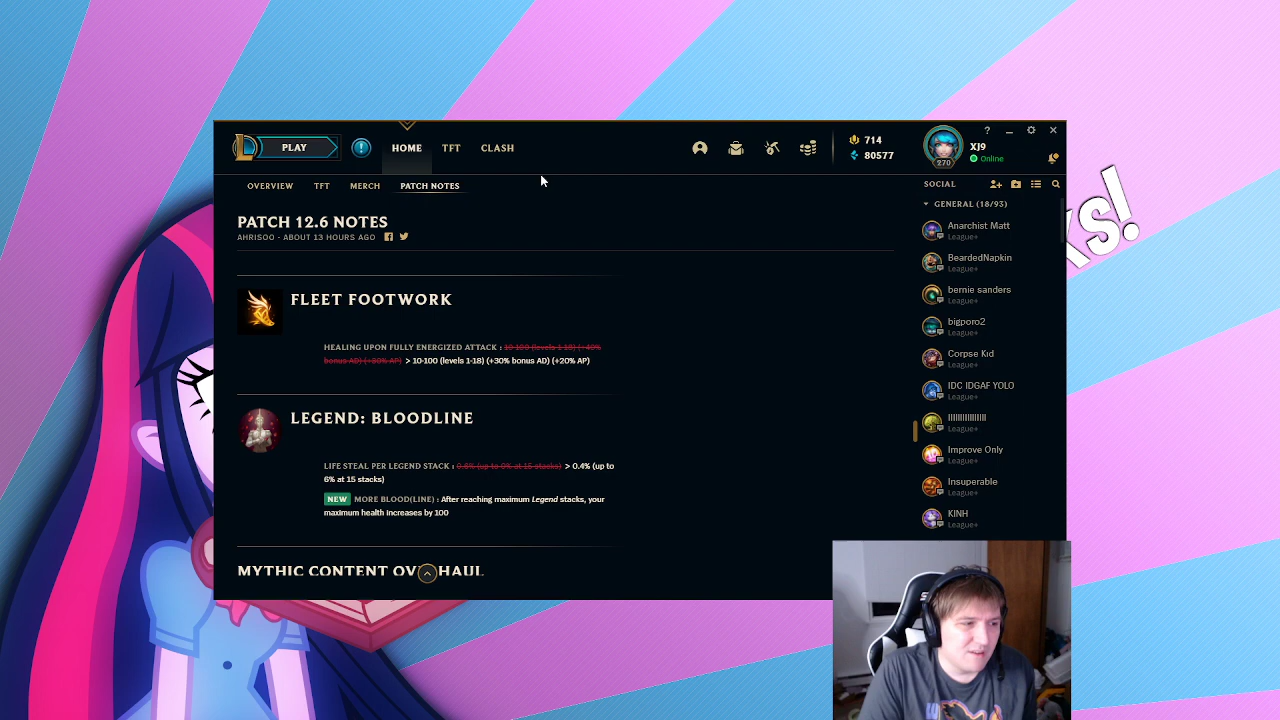 PLAY
HOME
TFT
CLASH
714
80577
270
XJ9
Online
OVERVIEW
TFT
MERCH
PATCH NOTES
SOCIAL
PATCH 12.6 NOTES
AHRISOO - ABOUT 13 HOURS AGO
GENERAL (18/93)
Anarchist Matt
League+
BeardedNapkin
League+
bernie sanders
League+
bigporo2
League+
Corpse Kid
League+
IDC IDGAF YOLO
League+
League+
Improve Only
League+
Insuperable
League+
KINH
League+
FLEET FOOTWORK
HEALING UPON FULLY ENERGIZED ATTACK : 10-100 (levels 1-18) (+40%
bonus AD) (+30% AP) > 10-100 (levels 1-18) (+30% bonus AD) (+20% AP)
LEGEND: BLOODLINE
LIFE STEAL PER LEGEND STACK : 0.6% (up to 9% at 15 stacks) > 0.4% (up to
6% at 15 stacks)
NEW MORE BLOOD(LINE) : After reaching maximum Legend stacks, your
maximum health increases by 100
MYTHIC CONTENT OV HAUL
ks!